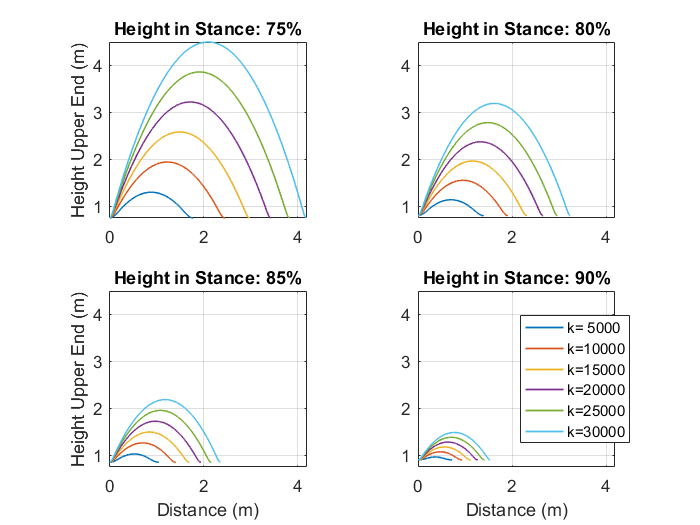 Height in Stance: 75%
Height Upper End (m)
4
3
2
1
0 2 4
Height in Stance: 80%
4
3
2
1
0 2 4
Height in Stance: 85%
Height Upper End (m)
4
3
2
1
0 2 4
Distance (m)
Height in Stance: 90%
4
3
2
1
0 2 4
Distance (m)
k= 5000
k=10000
k=15000
k=20000
k=25000
k=30000